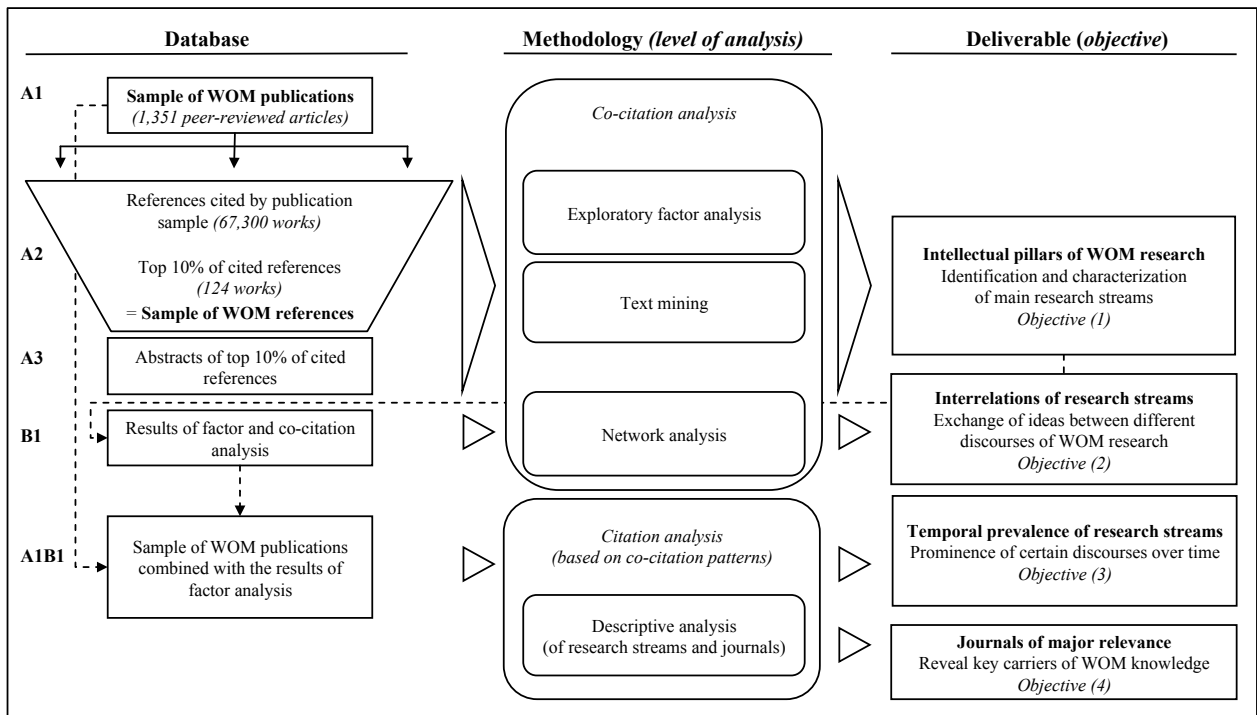 Database
Methodology (level of analysis)
Deliverable (objective)
A1
Sample of WOM publications
(1,351 peer-reviewed articles)
A2
References cited by publication
sample (67,300 works)
Top 10% of cited references
(124 works)
= Sample of WOM references
A3
Abstracts of top 10% of cited
references
B1
Results of factor and co-citation
analysis
A1B1
Sample of WOM publications
combined with the results of
factor analysis
Co-citation analysis
Exploratory factor analysis
Text mining
Network analysis
Citation analysis
(based on co-citation patterns)
Descriptive analysis
(of research streams and journals)
Intellectual pillars of WOM research
Identification and characterization
of main research streams
Objective (1)
Interrelations of research streams
Exchange of ideas between different
discourses of WOM research
Objective (2)
Temporal prevalence of research streams
Prominence of certain discourses over time
Objective (3)
Journals of major relevance
Reveal key carriers of WOM knowledge
Objective (4)